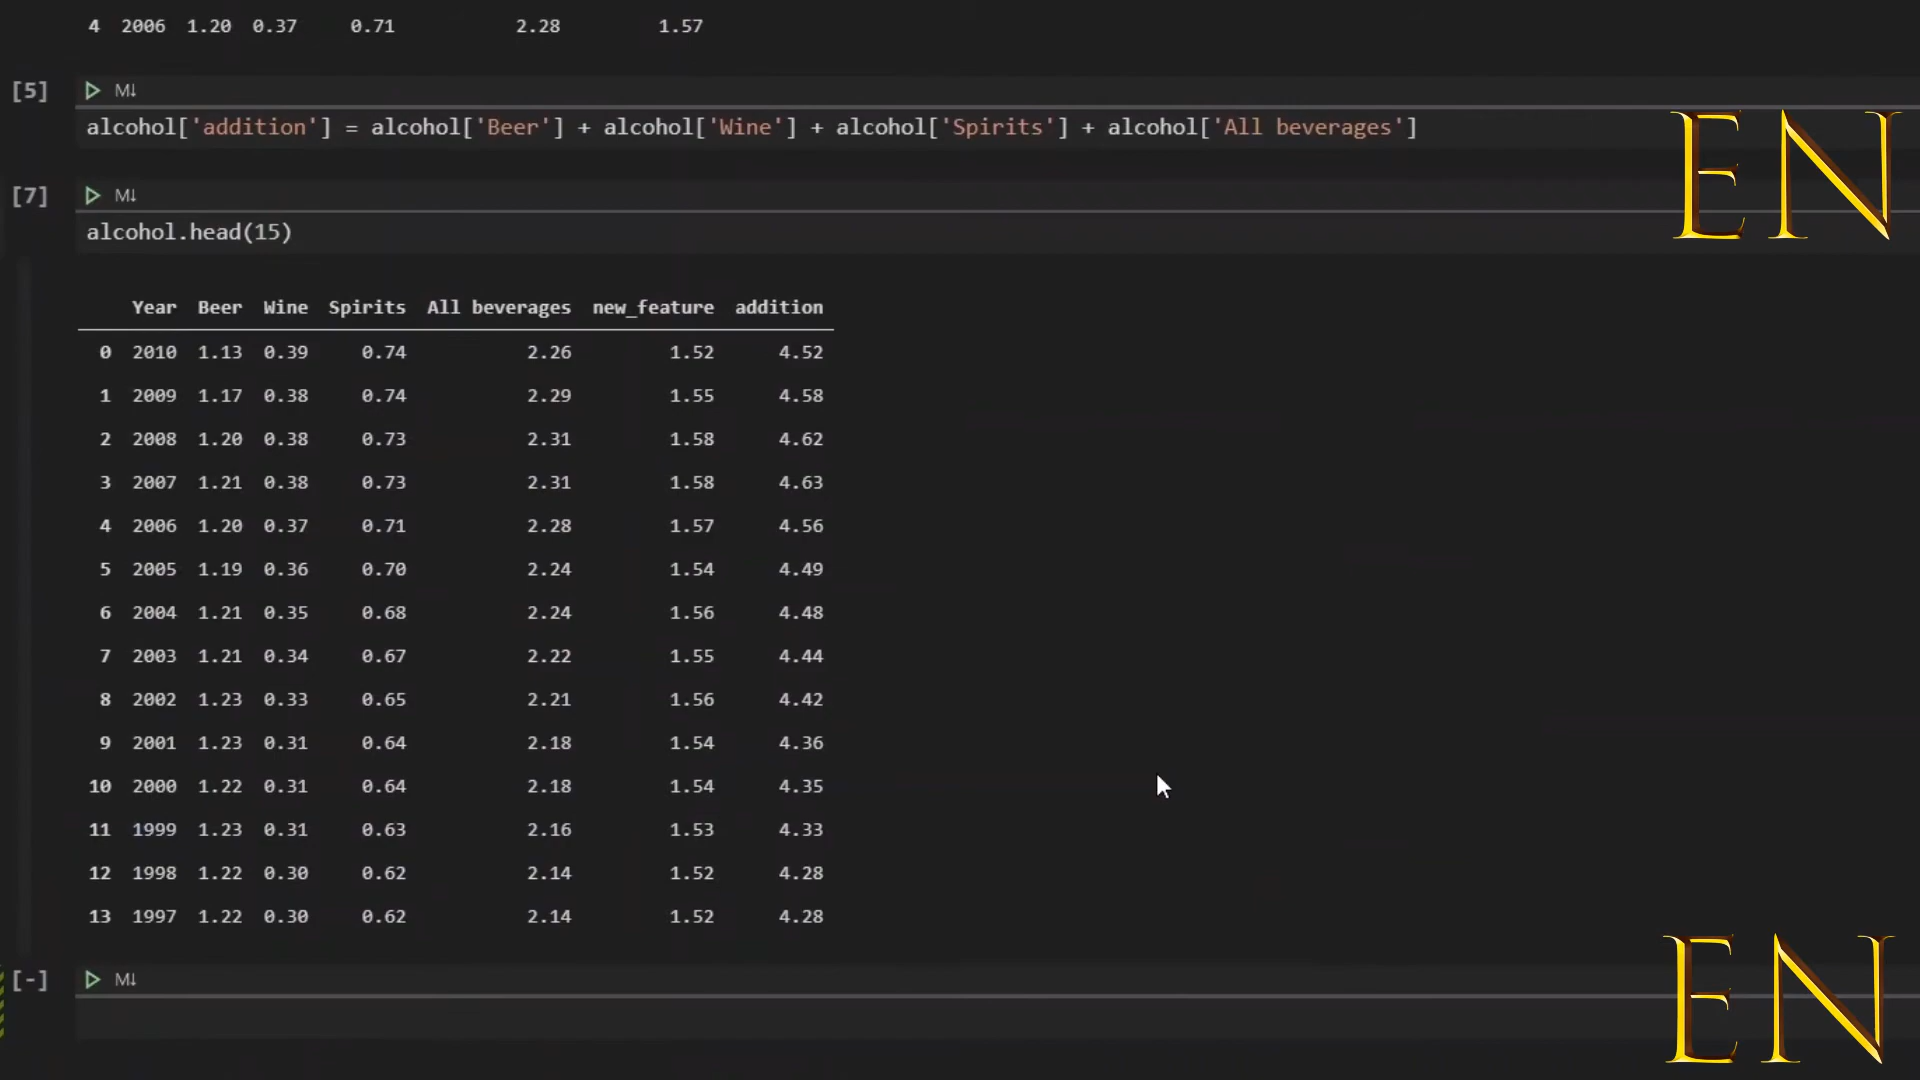 4 2006 1.20 0.37 0.71 2.28 1.57
[5] M↓
alcohol['addition'] = alcohol['Beer'] + alcohol['Wine'] + alcohol['Spirits'] + alcohol['All beverages']
EN
[7] M↓
alcohol.head(15)
Year Beer Wine Spirits All beverages new_feature addition
0 2010 1.13 0.39 0.74 2.26 1.52 4.52
1 2009 1.17 0.38 0.74 2.29 1.55 4.58
2 2008 1.20 0.38 0.73 2.31 1.58 4.62
3 2007 1.21 0.38 0.73 2.31 1.58 4.63
4 2006 1.20 0.37 0.71 2.28 1.57 4.56
5 2005 1.19 0.36 0.70 2.24 1.54 4.49
6 2004 1.21 0.35 0.68 2.24 1.56 4.48
7 2003 1.21 0.34 0.67 2.22 1.55 4.44
8 2002 1.23 0.33 0.65 2.21 1.56 4.42
9 2001 1.23 0.31 0.64 2.18 1.54 4.36
10 2000 1.22 0.31 0.64 2.18 1.54 4.35
11 1999 1.23 0.31 0.63 2.16 1.53 4.33
12 1998 1.22 0.30 0.62 2.14 1.52 4.28
13 1997 1.22 0.30 0.62 2.14 1.52 4.28
[-] M↓
EN